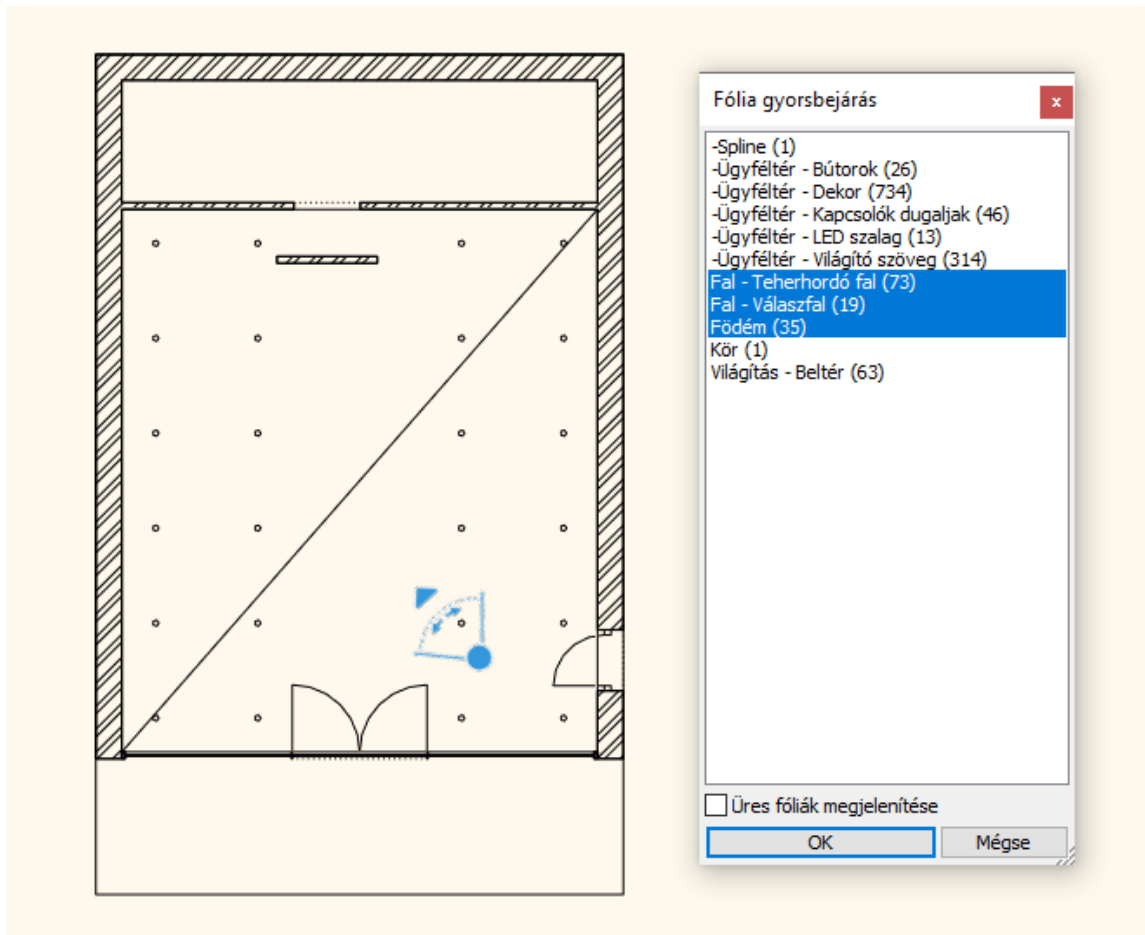 Fólia gyorsbejárás
x
-Spline (1)
-Ügyféltér - Bútorok (26)
-Ügyféltér - Dekor (734)
-Ügyféltér - Kapcsolók dugaljak (46)
-Ügyféltér - LED szalag (13)
-Ügyféltér - Világító szöveg (314)
Fal - Teherhordó fal (73)
Fal - Válaszfal (19)
Födém (35)
Kör (1)
Világítás - Beltér (63)
Üres fóliák megjelenítése
OK
Mégse